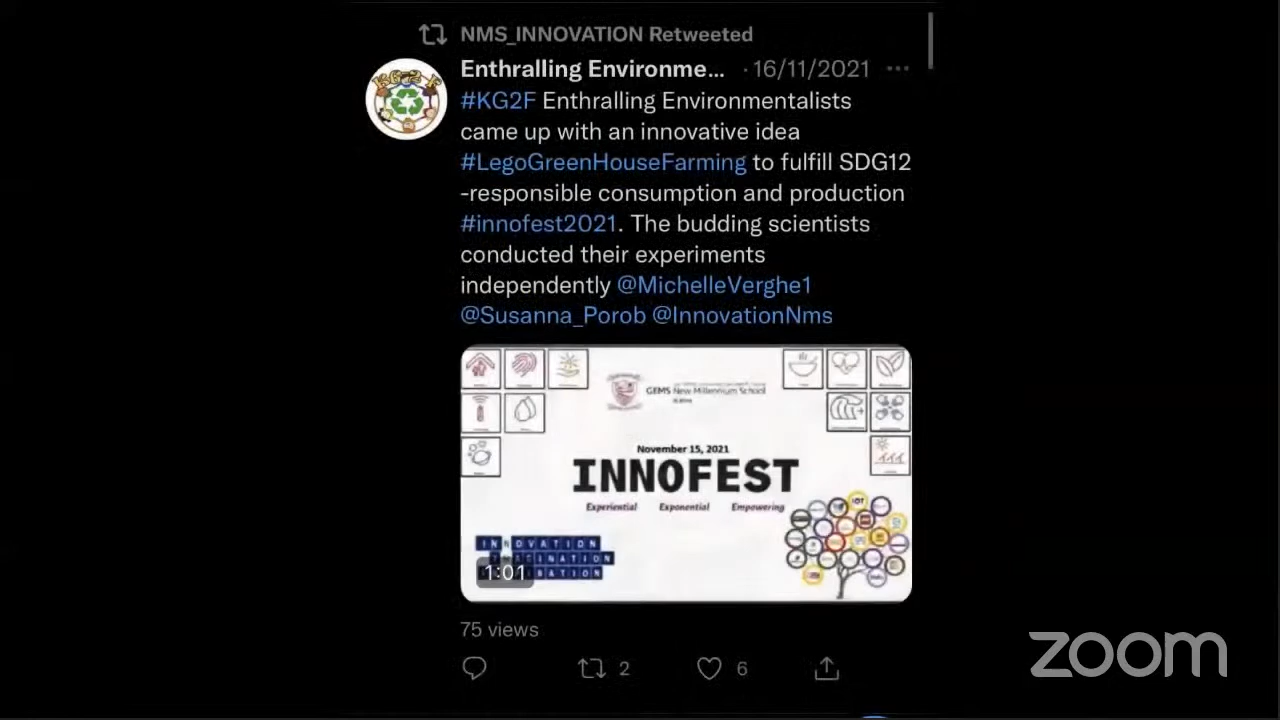 NMS_INNOVATION Retweeted
Enthralling Environme... · 16/11/2021
#KG2F Enthralling Environmentalists
came up with an innovative idea
#LegoGreenHouseFarming to fulfill SDG12
-responsible consumption and production
#innofest2021. The budding scientists
conducted their experiments
independently @MichelleVerghe1
@Susanna_Porob @InnovationNms
GEMS New Millennium School
November 15, 2021
INNOFEST
Experiential Exponential Empowering
INNOVATION
1:01
IOT
75 views
2 6
zoom